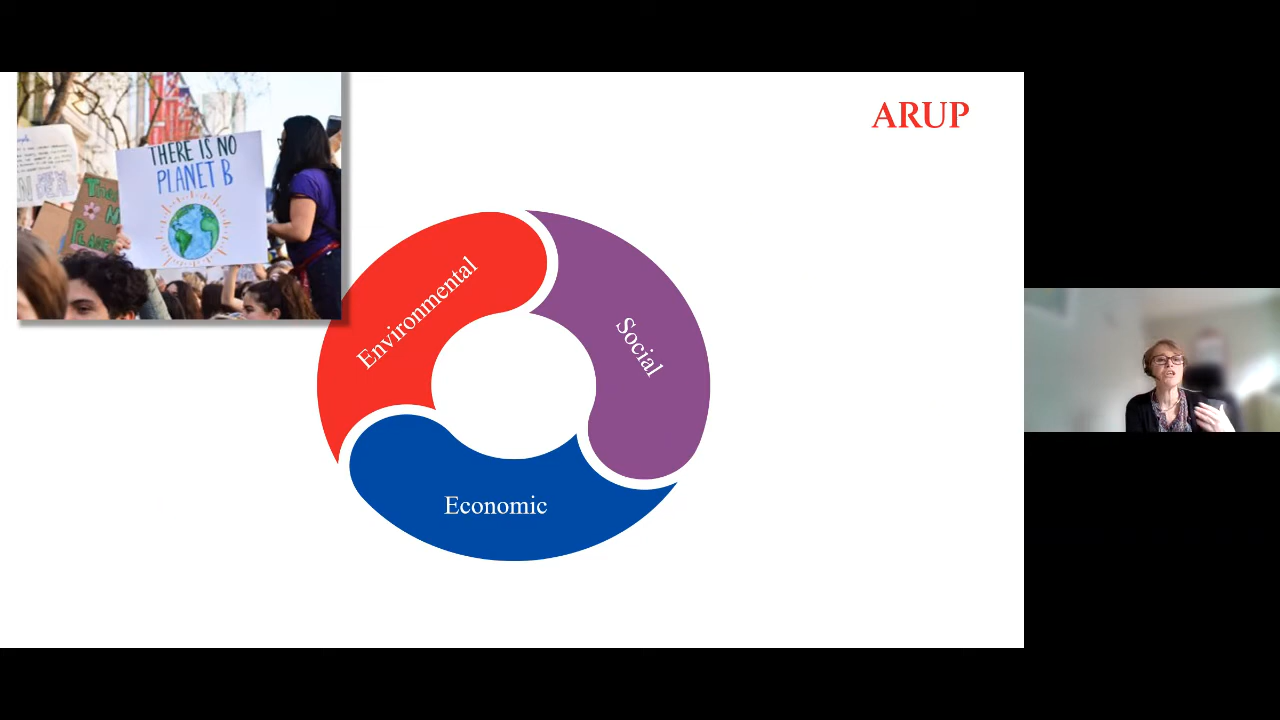 ARUP
THERE IS NO
PLANET B
Environmental
Social
Economic